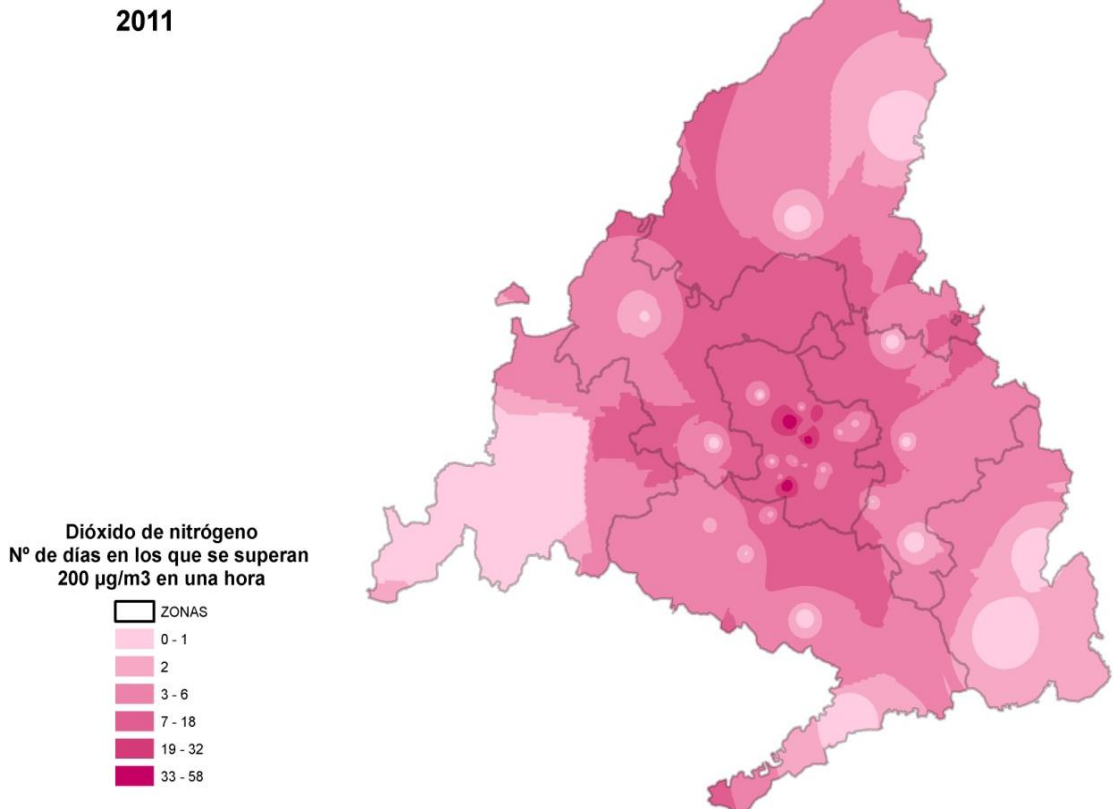 2011
Dióxido de nitrógeno
Nº de días en los que se superan
200 µg/m3 en una hora
ZONAS
0 - 1
2
3 - 6
7 - 18
19 - 32
33 - 58